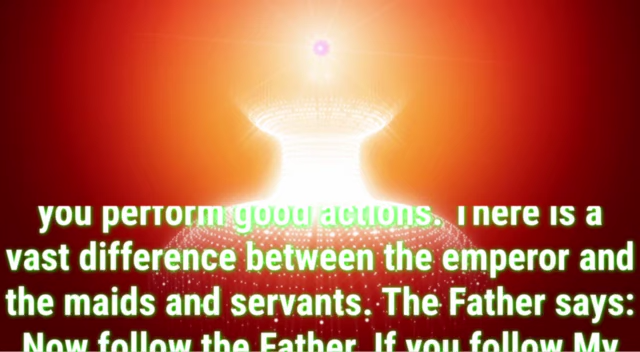 you perform good actions. There is a
vast difference between the emperor and
the maids and servants. The Father says:
Now follow the Father. If you follow My